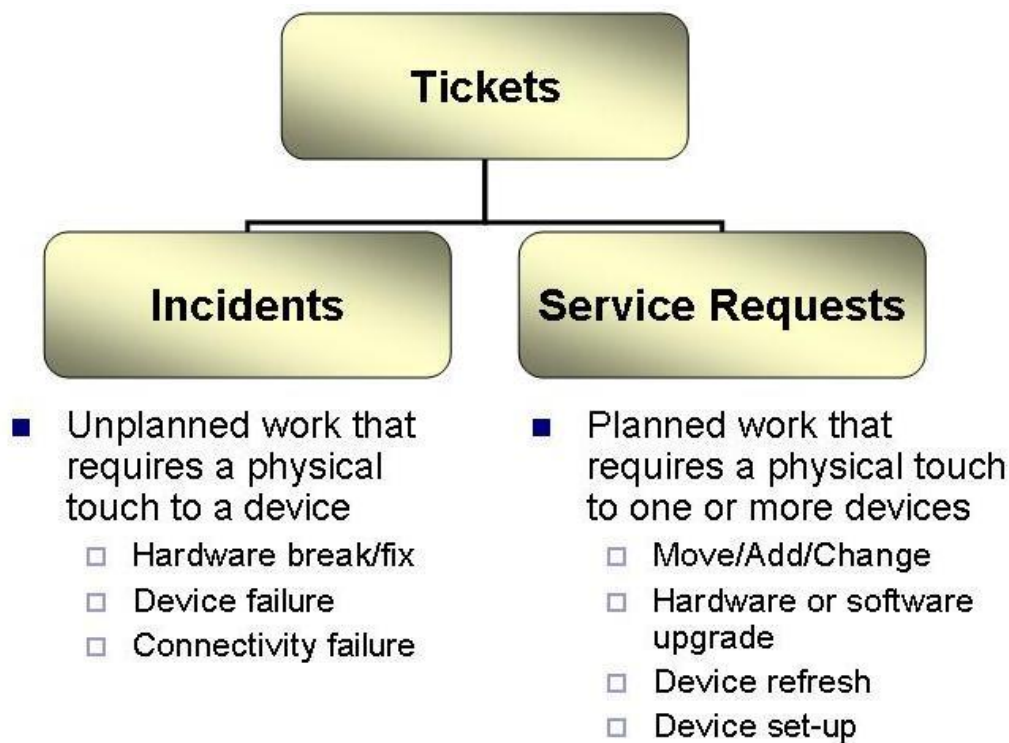 Tickets
Incidents
Service Requests
Unplanned work that
requires a physical
touch to a device
Hardware break/fix
Device failure
Connectivity failure
Planned work that
requires a physical touch
to one or more devices
Move/Add/Change
Hardware or software
upgrade
Device refresh
Device set-up